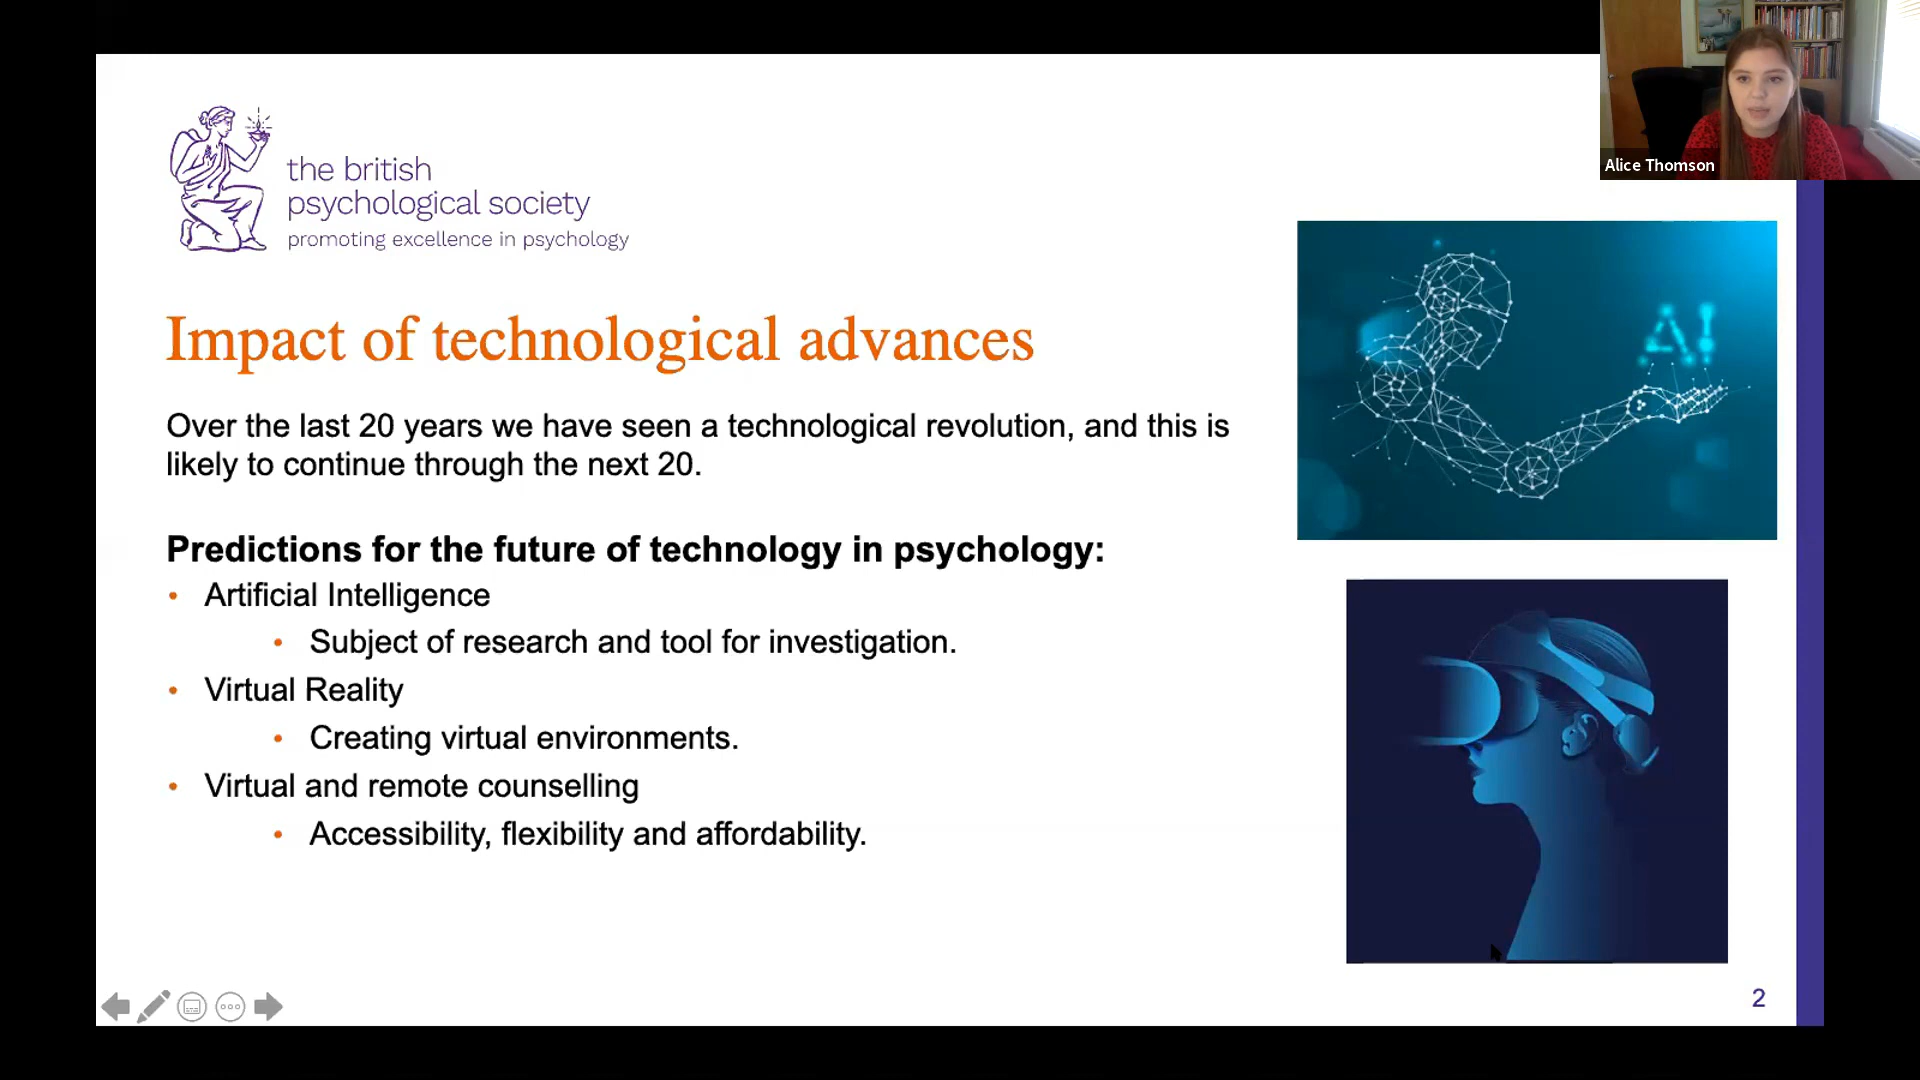 Alice Thomson
the british
psychological society
promoting excellence in psychology
Impact of technological advances
Over the last 20 years we have seen a technological revolution, and this is
likely to continue through the next 20.
Predictions for the future of technology in psychology:
• Artificial Intelligence
• Subject of research and tool for investigation.
• Virtual Reality
• Creating virtual environments.
• Virtual and remote counselling
• Accessibility, flexibility and affordability.
AI
2